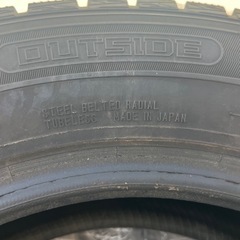 OUTSIDE
STEEL BELTED RADIAL
TUBELESS MADE IN JAPAN